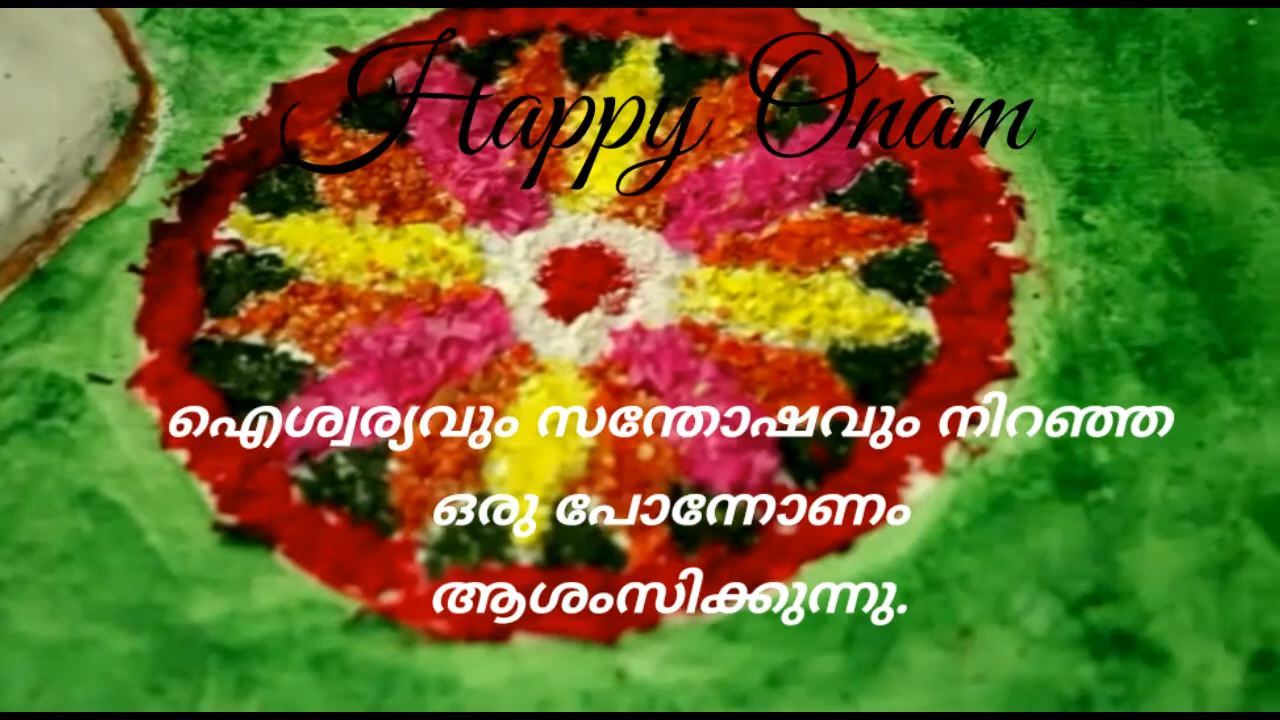 Happy Onam
ഐശ്വര്യവും സന്തോഷവും നിറഞ്ഞ
ഒരു പോന്നോണം
ആശംസിക്കുന്നു.